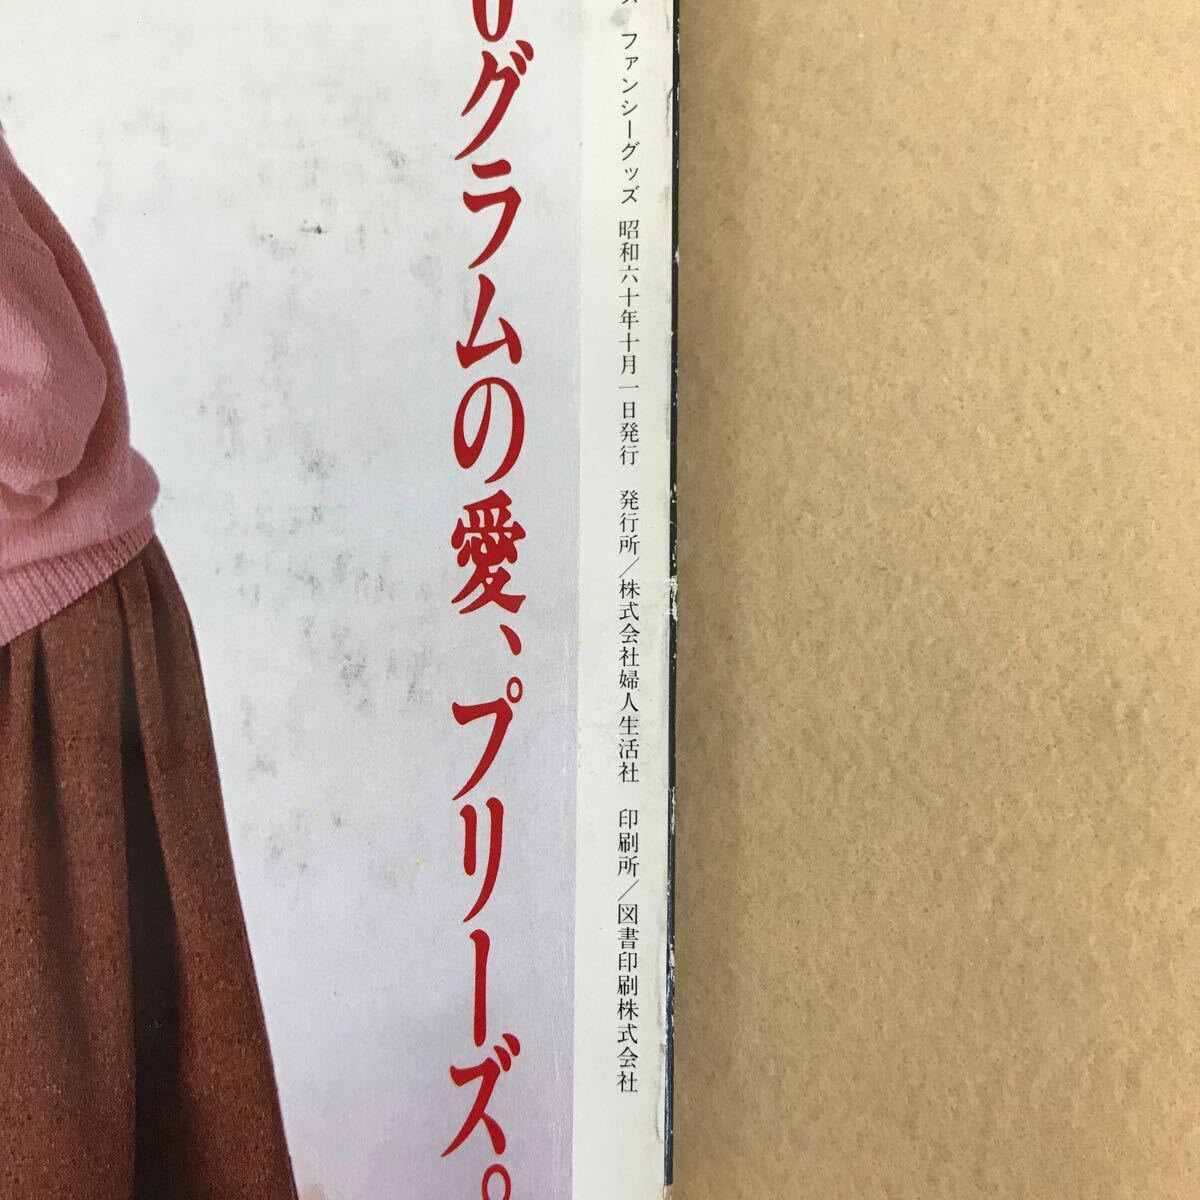 ファンシーグッズ 昭和六十年十月一日発行 発行所／株式会社婦人生活社 印刷所／図書印刷株式会社
0グラムの愛、プリーズ。